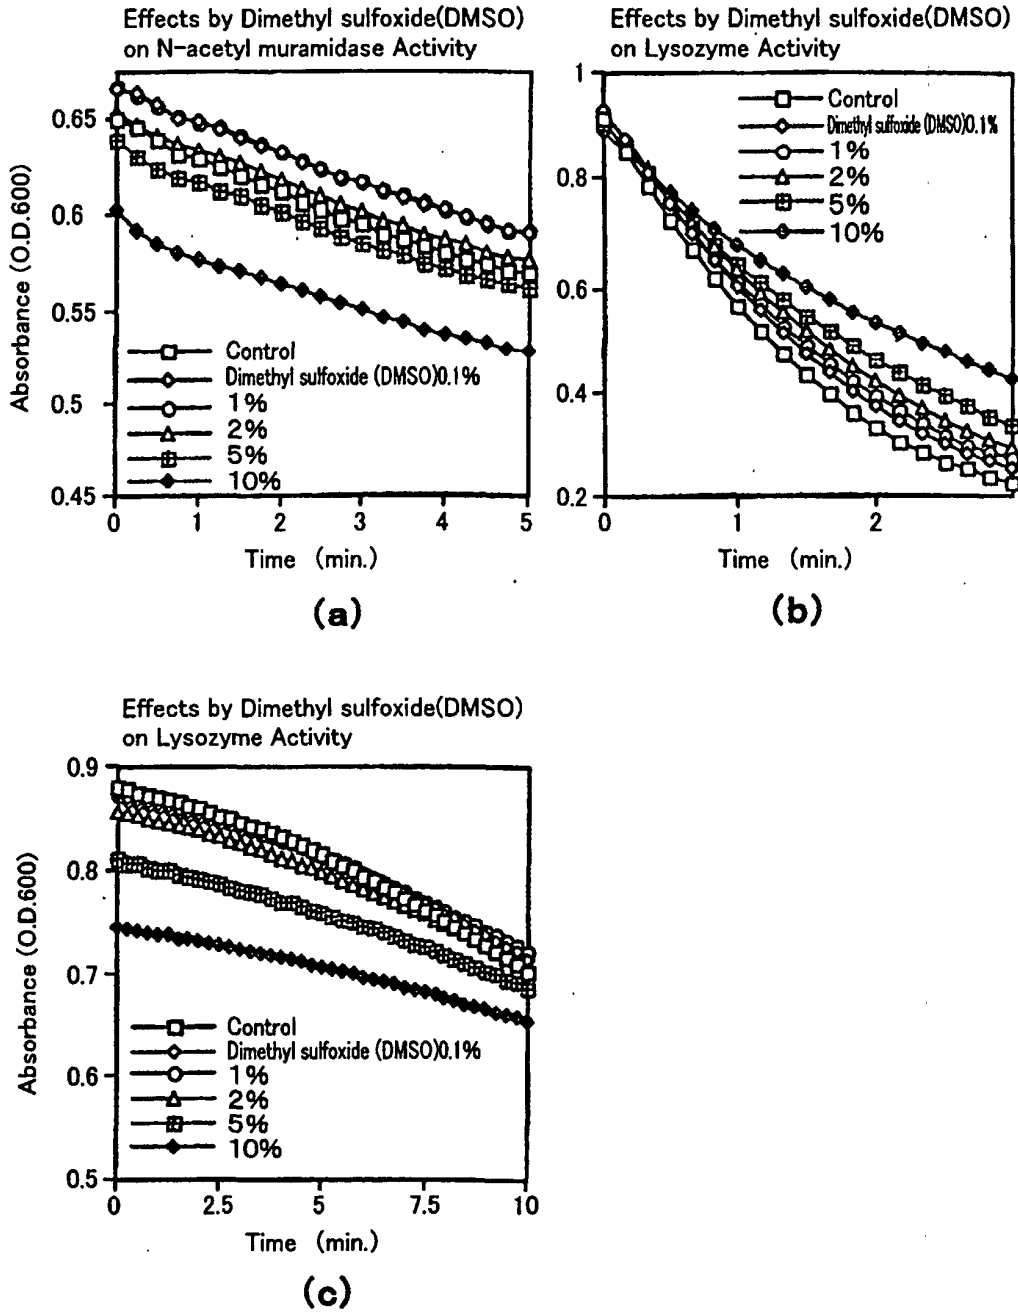 Effects by Dimethyl sulfoxide(DMSO)
on N-acetyl muramidase Activity
0.65
0.6
0.55
0.5
0.45
Absorbance (O.D.600)
Control
Dimethyl sulfoxide (DMSO)0.1%
1%
2%
5%
10%
0 1 2 3 4 5
Time (min.)
(a)
Effects by Dimethyl sulfoxide(DMSO)
on Lysozyme Activity
1
0.8
0.6
0.4
0.2
Control
Dimethyl sulfoxide (DMSO)0.1%
1%
2%
5%
10%
0 1 2
Time (min.)
(b)
Effects by Dimethyl sulfoxide(DMSO)
on Lysozyme Activity
0.9
0.8
0.7
0.6
0.5
Absorbance (O.D.600)
Control
Dimethyl sulfoxide (DMSO)0.1%
1%
2%
5%
10%
0 2.5 5 7.5 10
Time (min.)
(c)